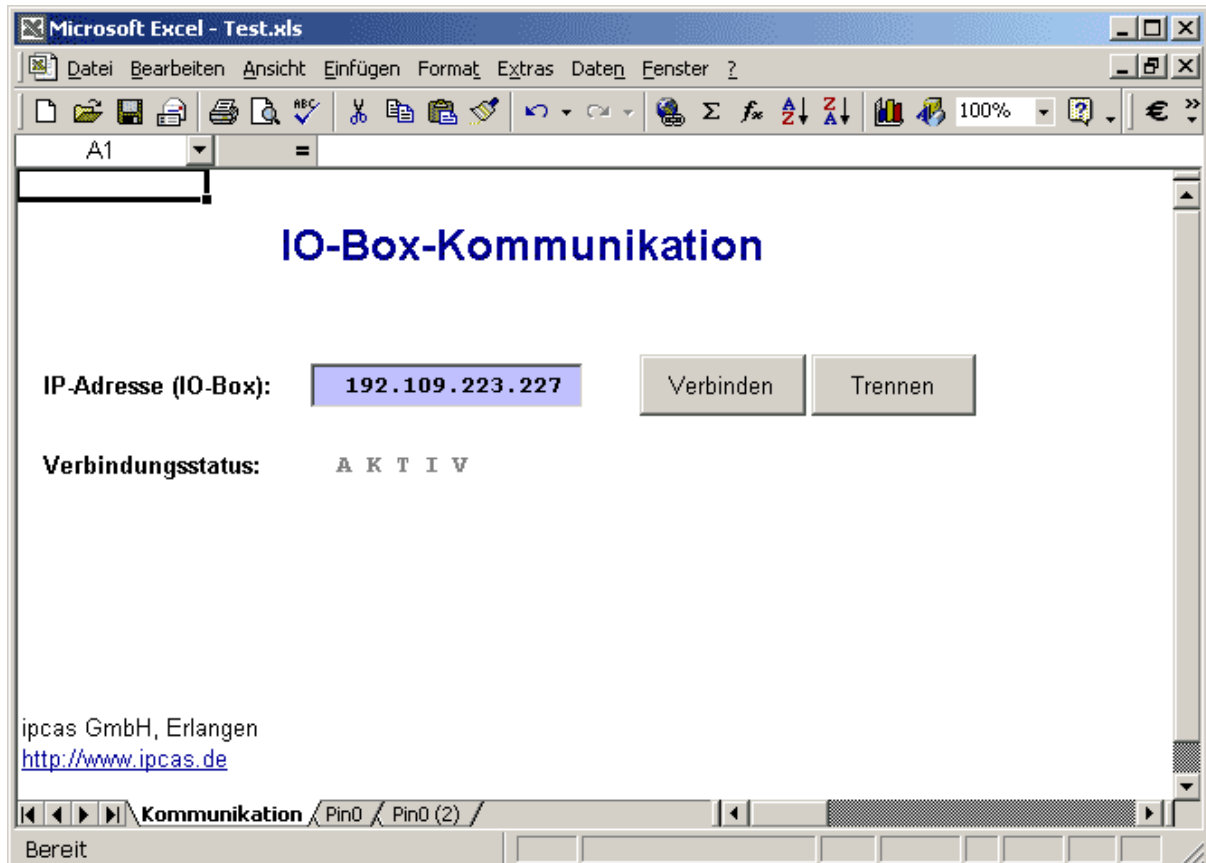 Microsoft Excel - Test.xls
Datei Bearbeiten Ansicht Einfügen Format Extras Daten Fenster ?
ABC Σ fx A Z Z A 100% ? € »
A1 =
IO-Box-Kommunikation
IP-Adresse (IO-Box): 192.109.223.227 Verbinden Trennen
Verbindungsstatus: A K T I V
ipcas GmbH, Erlangen
http://www.ipcas.de
Kommunikation Pin0 Pin0 (2)
Bereit